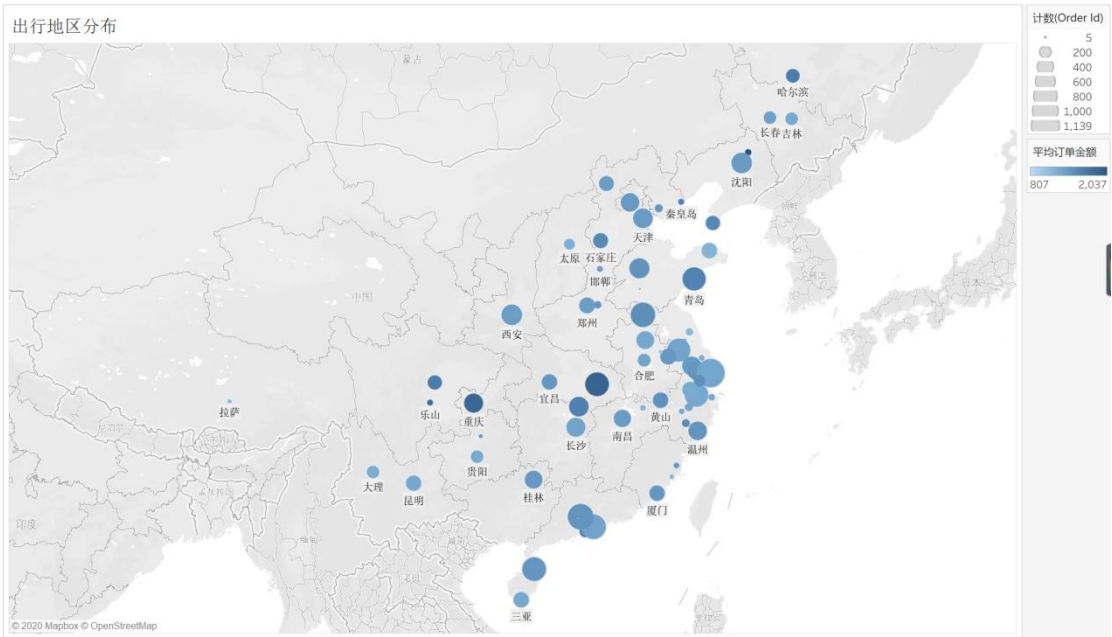 出行地区分布
计数(Order Id)
5
200
400
600
800
1,000
1,139
平均订单金额
807
2,037
蒙古
哈尔滨
长春
吉林
沈阳
秦皇岛
天津
太原
石家庄
邯郸
青岛
中国
日本
西安
郑州
合肥
拉萨
乐山
重庆
宜昌
黄山
长沙
南昌
温州
贵阳
大理
昆明
桂林
厦门
印度
三亚
© 2020 Mapbox © OpenStreetMap